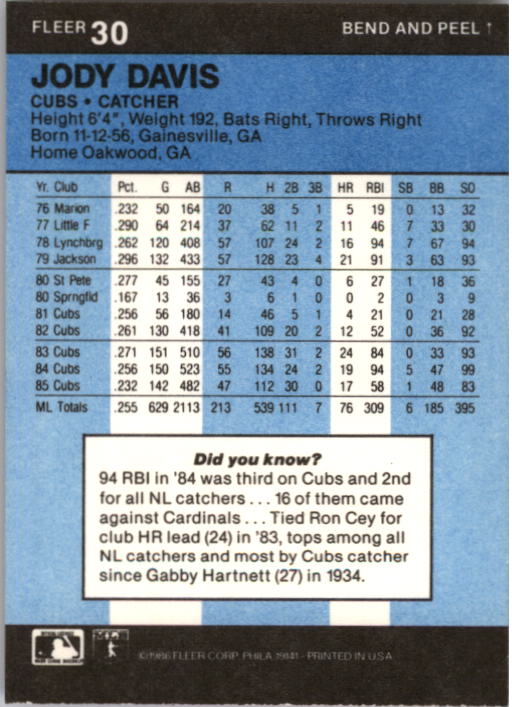 FLEER 30 BEND AND PEEL ↑
JODY DAVIS
CUBS • CATCHER
Height 6'4", Weight 192, Bats Right, Throws Right
Born 11-12-56, Gainesville, GA
Home Oakwood, GA
Yr. Club Pct. G AB R H 2B 3B HR RBI SB BB SO
76 Marion .232 50 164 20 38 5 1 5 19 0 13 32
77 Little F .290 64 214 37 62 11 2 11 46 7 33 30
78 Lynchbrg .262 120 408 57 107 24 2 16 94 7 67 94
79 Jackson .296 132 433 57 128 23 4 21 91 3 63 93
80 St Pete .277 45 155 27 43 4 0 6 27 1 18 36
80 Sprngfld .167 13 36 3 6 1 0 0 2 0 3 9
81 Cubs .256 56 180 14 46 5 1 4 21 0 21 28
82 Cubs .261 130 418 41 109 20 2 12 52 0 36 92
83 Cubs .271 151 510 56 138 31 2 24 84 0 33 93
84 Cubs .256 150 523 55 134 24 2 19 94 5 47 99
85 Cubs .232 142 482 47 112 30 0 17 58 1 48 83
ML Totals .255 629 2113 213 539 111 7 76 309 6 185 395
Did you know?
94 RBI in '84 was third on Cubs and 2nd
for all NL catchers . . . 16 of them came
against Cardinals . . . Tied Ron Cey for
club HR lead (24) in '83, tops among all
NL catchers and most by Cubs catcher
since Gabby Hartnett (27) in 1934.
©1986 FLEER CORP. PHILA. 19141 - PRINTED IN U.S.A.